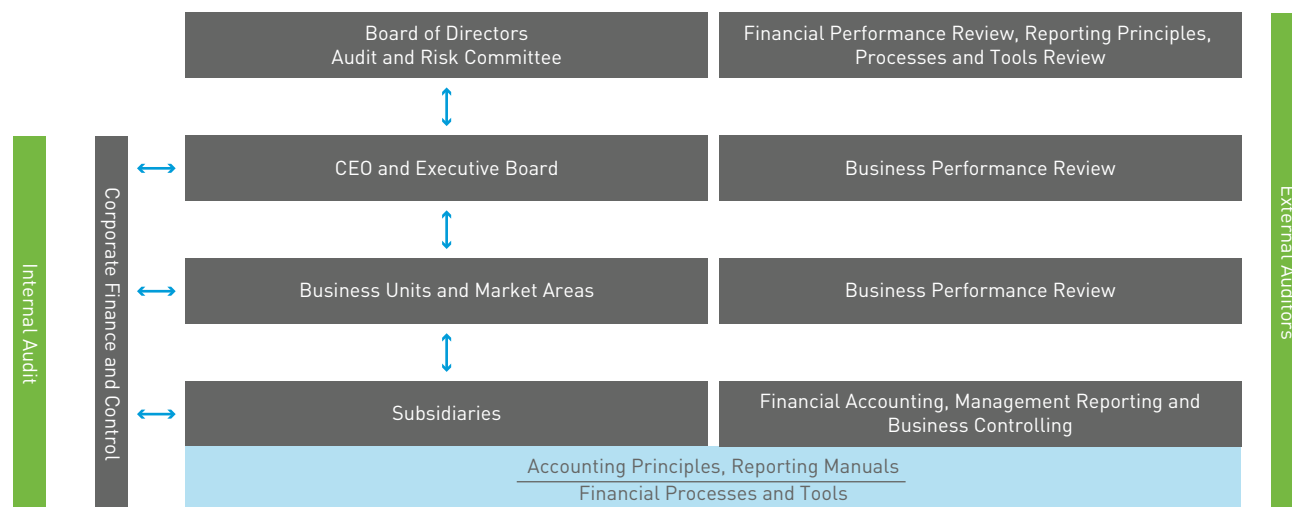 Board of Directors
Audit and Risk Committee
Financial Performance Review, Reporting Principles,
Processes and Tools Review
CEO and Executive Board
Business Performance Review
Business Units and Market Areas
Business Performance Review
Subsidiaries
Financial Accounting, Management Reporting and
Business Controlling
Accounting Principles, Reporting Manuals
Financial Processes and Tools
Internal Audit
Corporate Finance and Control
External Auditors